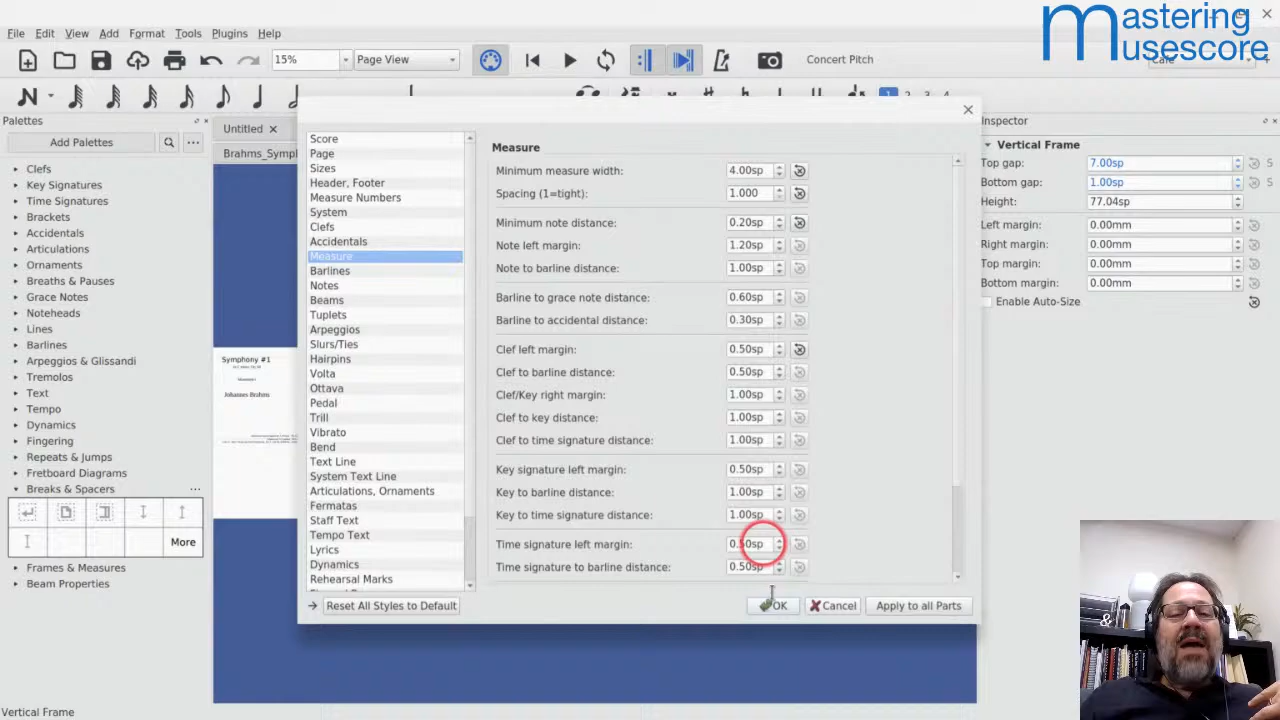 mastering
musescore
File Edit View Add Format Tools Plugins Help
15% Page View Concert Pitch
1 2 3 4
Palettes
Add Palettes
Clefs
Key Signatures
Time Signatures
Brackets
Accidentals
Articulations
Ornaments
Breaths & Pauses
Grace Notes
Noteheads
Lines
Barlines
Arpeggios & Glissandi
Tremolos
Text
Tempo
Dynamics
Fingering
Repeats & Jumps
Fretboard Diagrams
Breaks & Spacers
More
Frames & Measures
Beam Properties
Vertical Frame
Untitled
Brahms_Symp
Symphony #1
Johannes Brahms
Score
Page
Sizes
Header, Footer
Measure Numbers
System
Clefs
Accidentals
Measure
Barlines
Notes
Beams
Tuplets
Arpeggios
Slurs/Ties
Hairpins
Volta
Ottava
Pedal
Trill
Vibrato
Bend
Text Line
System Text Line
Articulations, Ornaments
Fermatas
Staff Text
Tempo Text
Lyrics
Dynamics
Rehearsal Marks
Reset All Styles to Default
Measure
Minimum measure width: 4.00sp
Spacing (1=tight): 1.000
Minimum note distance: 0.20sp
Note left margin: 1.20sp
Note to barline distance: 1.00sp
Barline to grace note distance: 0.60sp
Barline to accidental distance: 0.30sp
Clef left margin: 0.50sp
Clef to barline distance: 0.50sp
Clef/Key right margin: 1.00sp
Clef to key distance: 1.00sp
Clef to time signature distance: 1.00sp
Key signature left margin: 0.50sp
Key to barline distance: 1.00sp
Key to time signature distance: 1.00sp
Time signature left margin: 0.50sp
Time signature to barline distance: 0.50sp
OK Cancel Apply to all Parts
Inspector
Vertical Frame
Top gap: 7.00sp S
Bottom gap: 1.00sp S
Height: 77.04sp
Left margin: 0.00mm
Right margin: 0.00mm
Top margin: 0.00mm
Bottom margin: 0.00mm
Enable Auto-Size
&